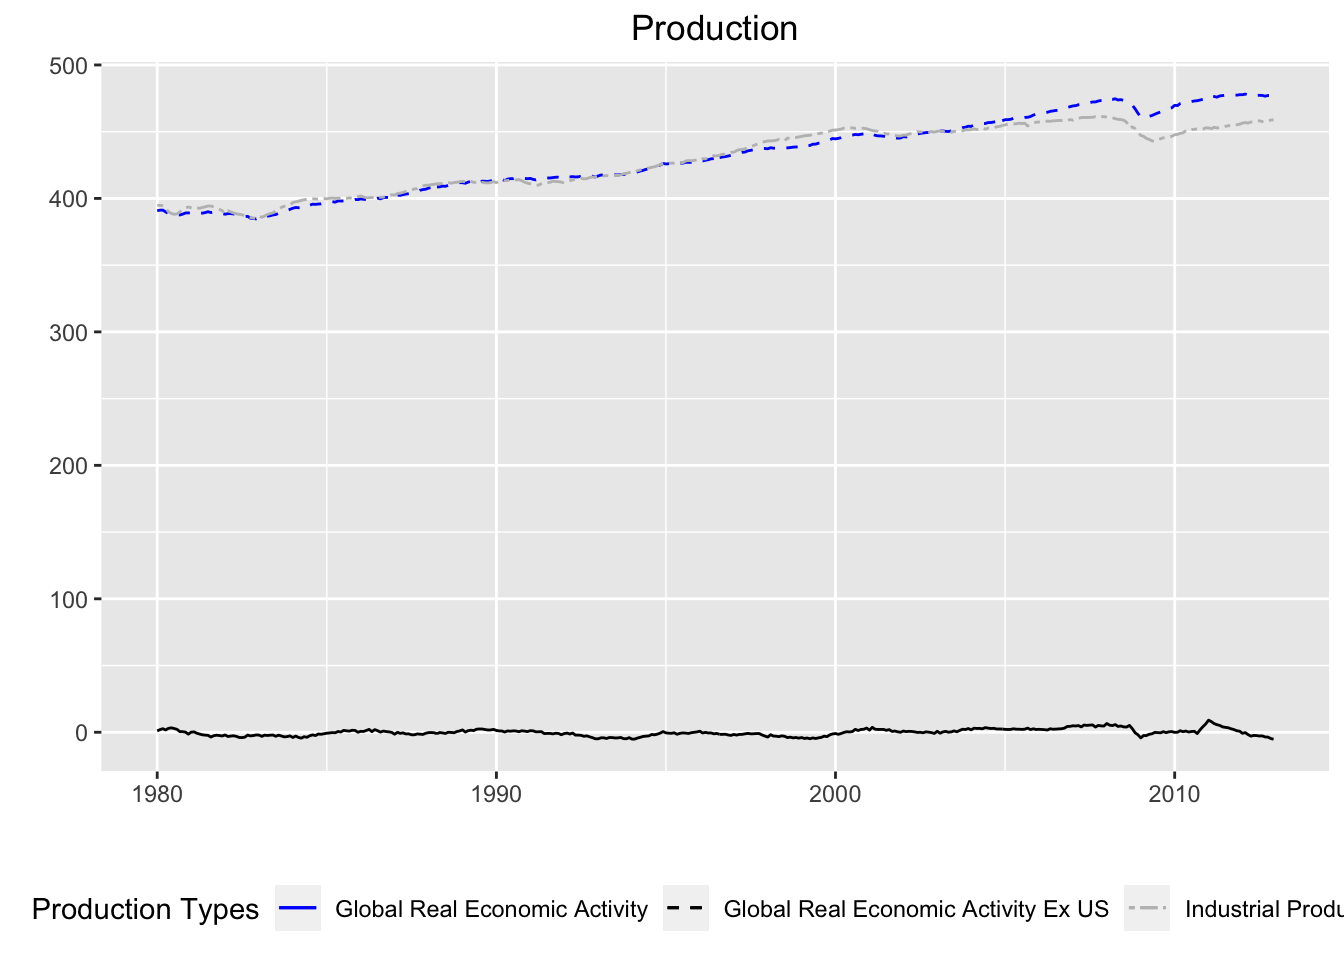 Production
500
400
300
200
100
0
1980 1990 2000 2010
Production Types Global Real Economic Activity Global Real Economic Activity Ex US Industrial Produ